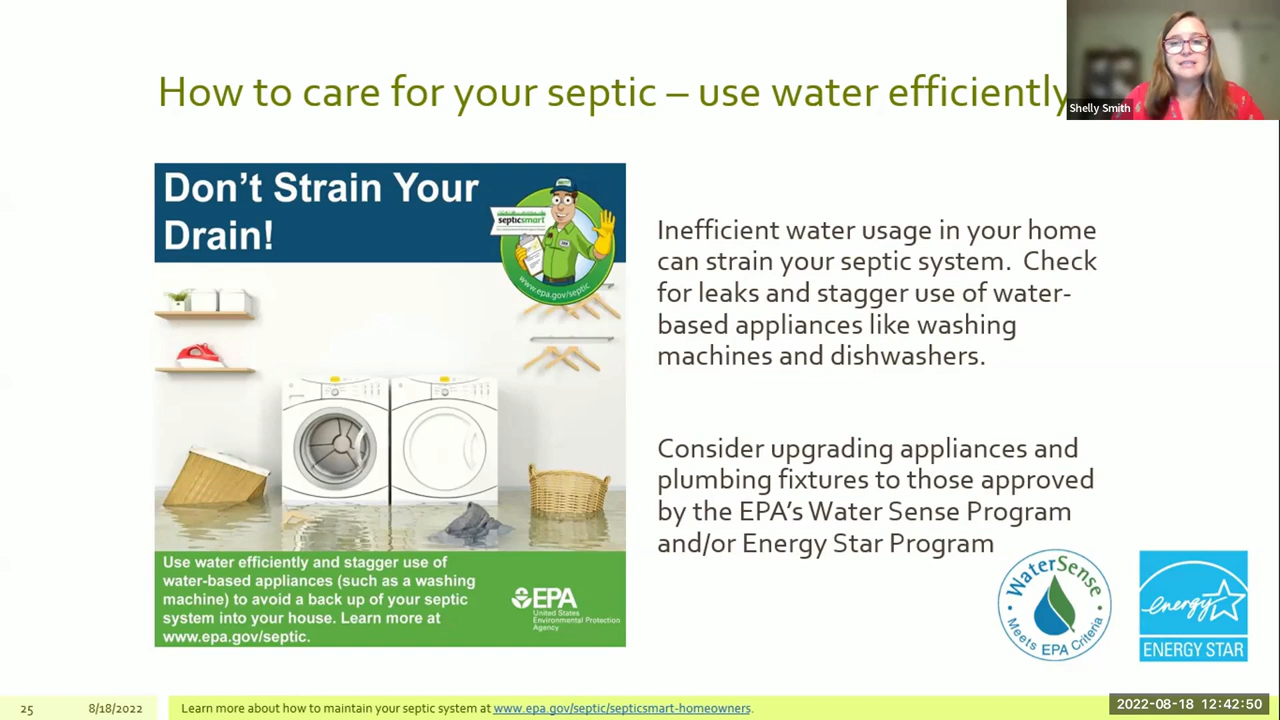 How to care for your septic – use water efficiently
Shelly Smith
Don't Strain Your
Drain!
septicsmart
www.epa.gov/septic
Use water efficiently and stagger use of
water-based appliances (such as a washing
machine) to avoid a back up of your septic
system into your house. Learn more at
www.epa.gov/septic.
EPA
United States
Environmental Protection
Agency
Inefficient water usage in your home
can strain your septic system. Check
for leaks and stagger use of water-
based appliances like washing
machines and dishwashers.
Consider upgrading appliances and
plumbing fixtures to those approved
by the EPA's Water Sense Program
and/or Energy Star Program
WaterSense
Meets EPA Criteria
energy
ENERGY STAR
25
8/18/2022
Learn more about how to maintain your septic system at www.epa.gov/septic/septicsmart-homeowners.
2022-08-18 12:42:50